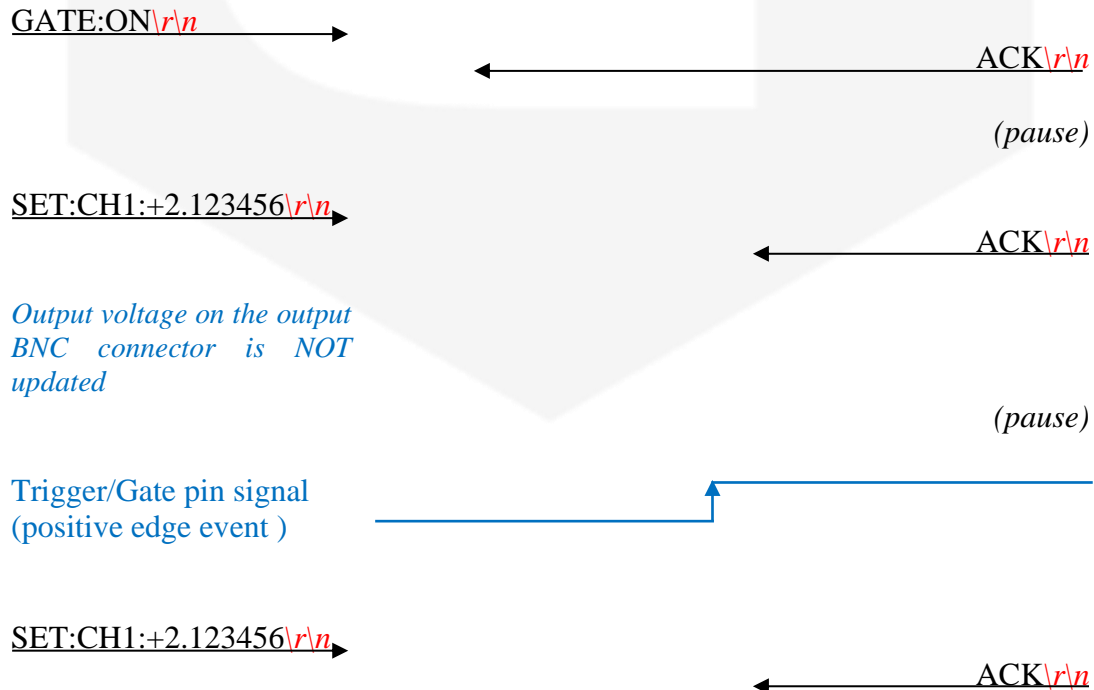 GATE:ON\r\n
ACK\r\n
(pause)
SET:CH1:+2.123456\r\n
ACK\r\n
Output voltage on the output
BNC connector is NOT
updated
(pause)
Trigger/Gate pin signal
(positive edge event )
SET:CH1:+2.123456\r\n
ACK\r\n